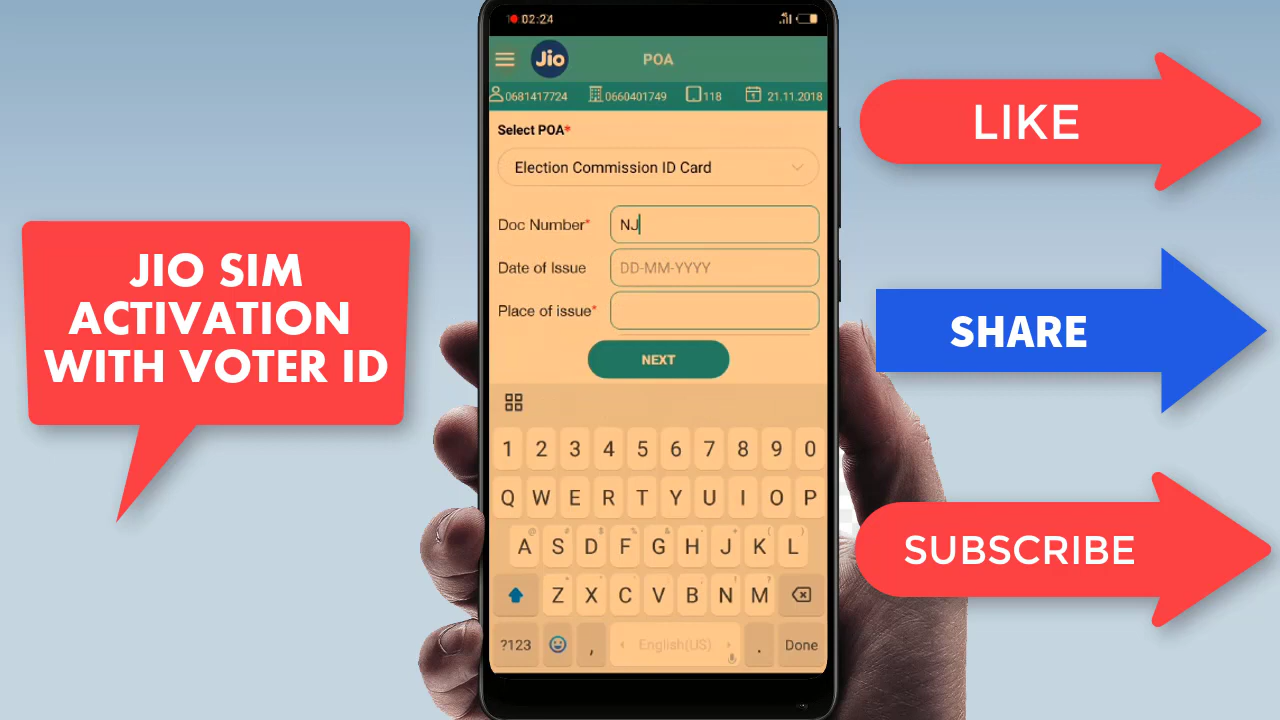 02:24
Jio
POA
0681417724 0660401749 118 21.11.2018
Select POA*
Election Commission ID Card
Doc Number* NJ
Date of Issue DD-MM-YYYY
Place of issue*
NEXT
1 2 3 4 5 6 7 8 9 0
Q W E R T Y U I O P
A S D F G H J K L
Z X C V B N M
?123 , English(US) . Done
JIO SIM
ACTIVATION
WITH VOTER ID
LIKE
SHARE
SUBSCRIBE